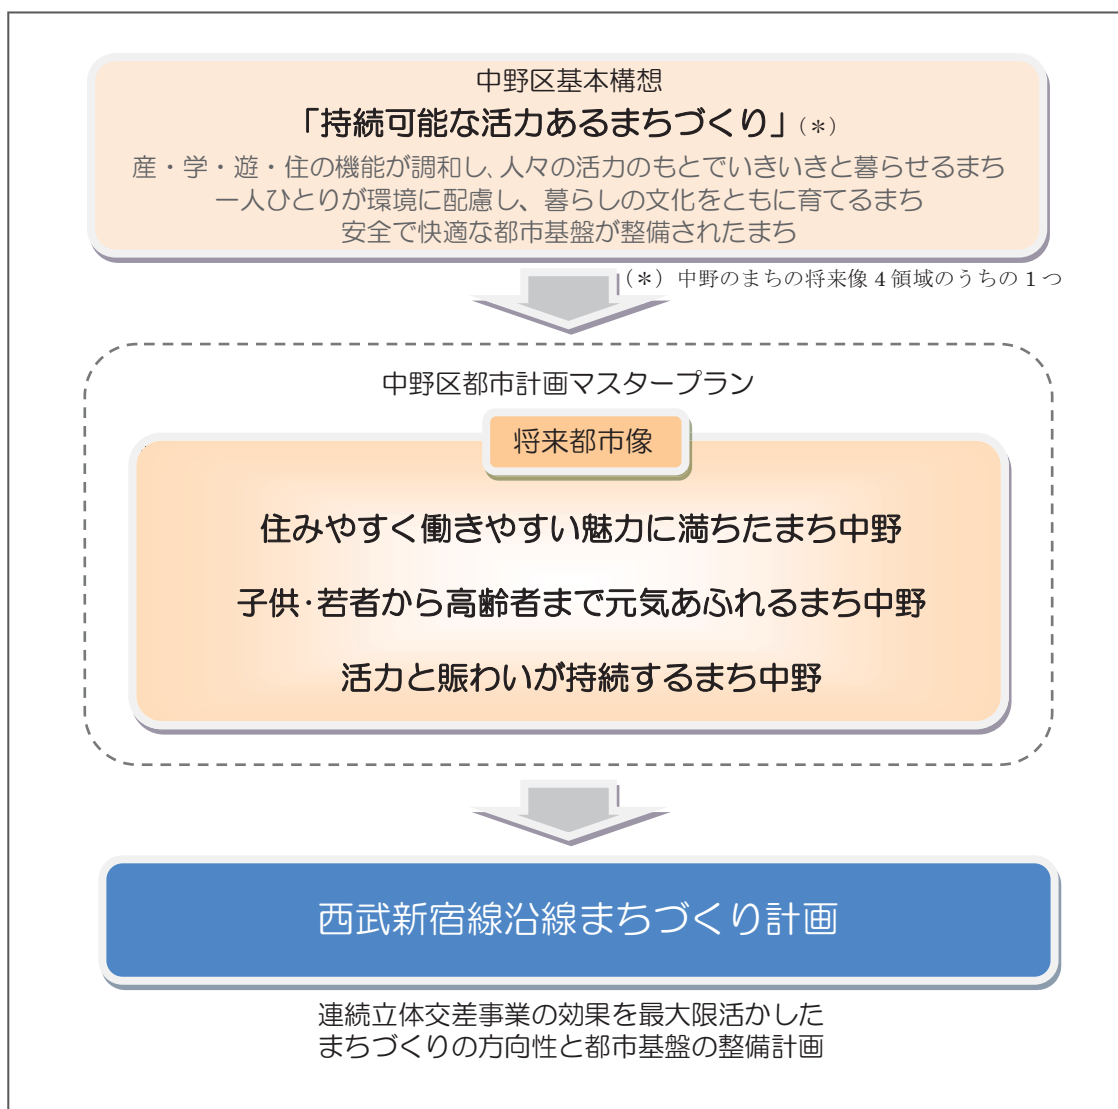 中野区基本構想
「持続可能な活力あるまちづくり」(＊)
産・学・遊・住の機能が調和し、人々の活力のもとでいきいきと暮らせるまち
一人ひとりが環境に配慮し、暮らしの文化をともに育てるまち
安全で快適な都市基盤が整備されたまち
(＊) 中野のまちの将来像 4 領域のうちの 1 つ
中野区都市計画マスタープラン
将来都市像
住みやすく働きやすい魅力に満ちたまち中野
子供・若者から高齢者まで元気あふれるまち中野
活力と賑わいが持続するまち中野
西武新宿線沿線まちづくり計画
連続立体交差事業の効果を最大限活かした
まちづくりの方向性と都市基盤の整備計画